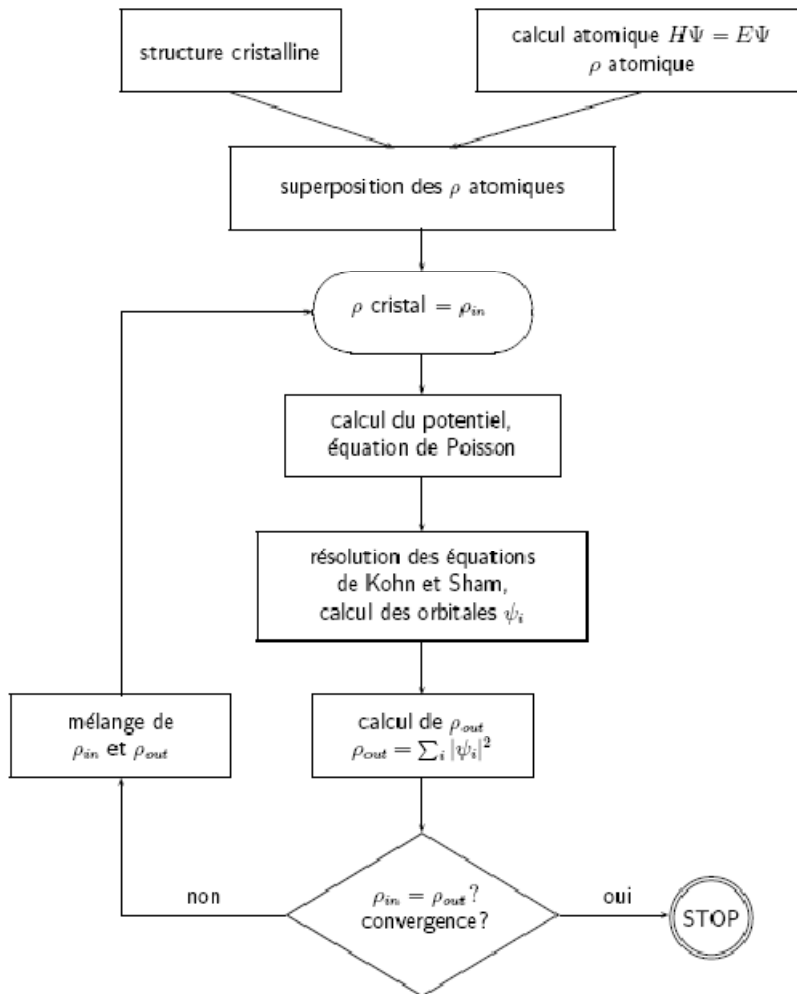 structure cristalline
calcul atomique HΨ = EΨ
ρ atomique
superposition des ρ atomiques
ρ cristal = ρ_in
calcul du potentiel,
équation de Poisson
résolution des équations
de Kohn et Sham,
calcul des orbitales ψ_i
mélange de
ρ_in et ρ_out
calcul de ρ_out
ρ_out = ∑_i |ψ_i|²
non
ρ_in = ρ_out?
convergence?
oui
STOP